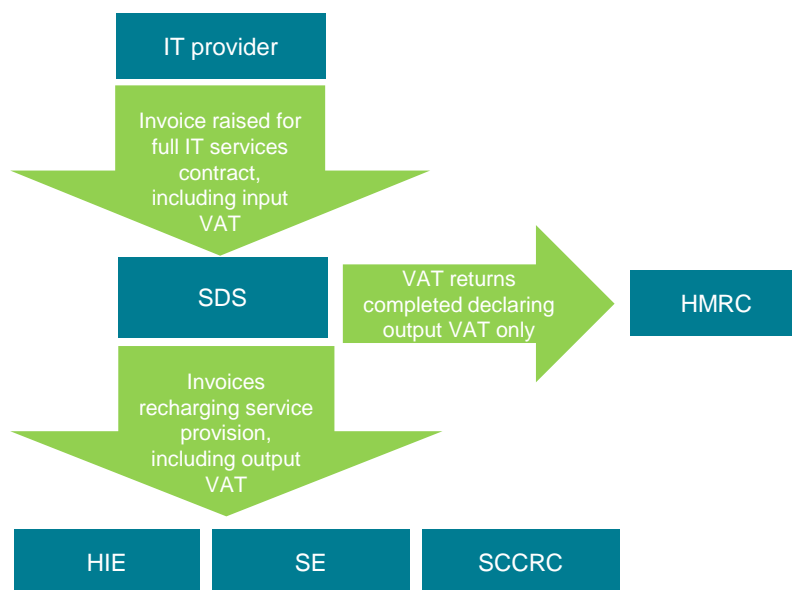 IT provider
Invoice raised for
full IT services
contract,
including input
VAT
SDS
VAT returns
completed declaring
output VAT only
HMRC
Invoices
recharging service
provision,
including output
VAT
HIE
SE
SCCRC